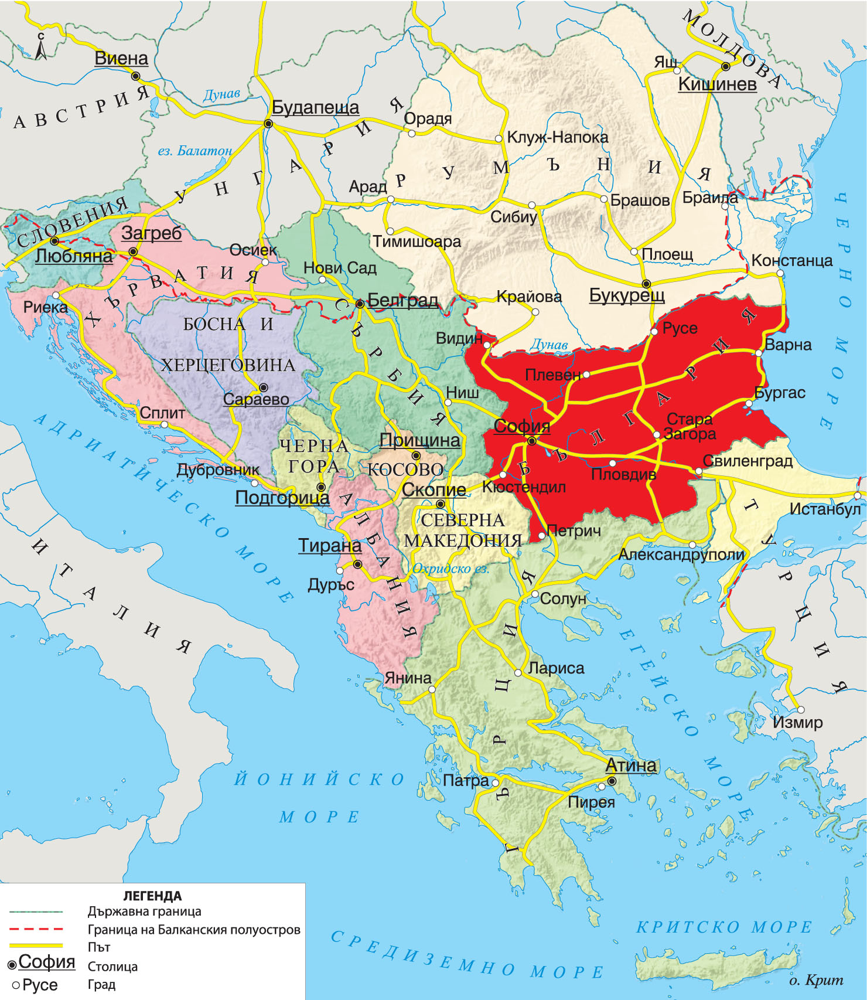 С
МОЛДОВА
Виена
Яш
Кишинев
АВСТРИЯ
Дунав
Будапеща
Орадя
Клуж-Напока
ез. Балатон
УНГАРИЯ
РУМЪНИЯ
Арад
Сибиу
Брашов
Браила
СЛОВЕНИЯ
Загреб
Любляна
Осиек
Тимишоара
Плоещ
Констанца
ЧЕРНО МОРЕ
Нови Сад
ХЪРВАТИЯ
Риека
Белград
Крайова
Букурещ
БОСНА И
ХЕРЦЕГОВИНА
СЪРБИЯ
Видин
Дунав
Русе
Варна
Плевен
Сараево
Ниш
Бургас
Сплит
София
Стара
Загора
БЪЛГАРИЯ
АДРИАТИЧЕСКО МОРЕ
ЧЕРНА
ГОРА
Прищина
КОСОВО
Дубровник
Пловдив
Свиленград
Подгорица
Скопие
Кюстендил
Истанбул
СЕВЕРНА
МАКЕДОНИЯ
Петрич
АЛБАНИЯ
Тирана
Александруполи
ТУРЦИЯ
Охридско ез.
Дуръс
Солун
ИТАЛИЯ
ЕГЕЙСКО МОРЕ
Янина
Лариса
ГЪРЦИЯ
Измир
ЙОНИЙСКО
МОРЕ
Атина
Патра
Пирея
СРЕДИЗЕМНО МОРЕ
КРИТСКО МОРЕ
о. Крит
ЛЕГЕНДА
Държавна граница
Граница на Балканския полуостров
Път
София Столица
Русе Град